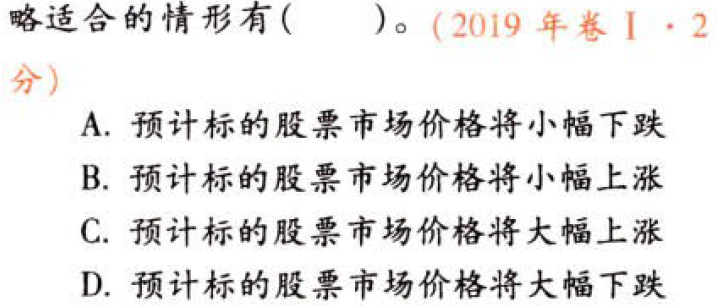 略适合的情形有(　　)。(2019 年卷 Ⅰ · 2
分)
A. 预计标的股票市场价格将小幅下跌
B. 预计标的股票市场价格将小幅上涨
C. 预计标的股票市场价格将大幅上涨
D. 预计标的股票市场价格将大幅下跌